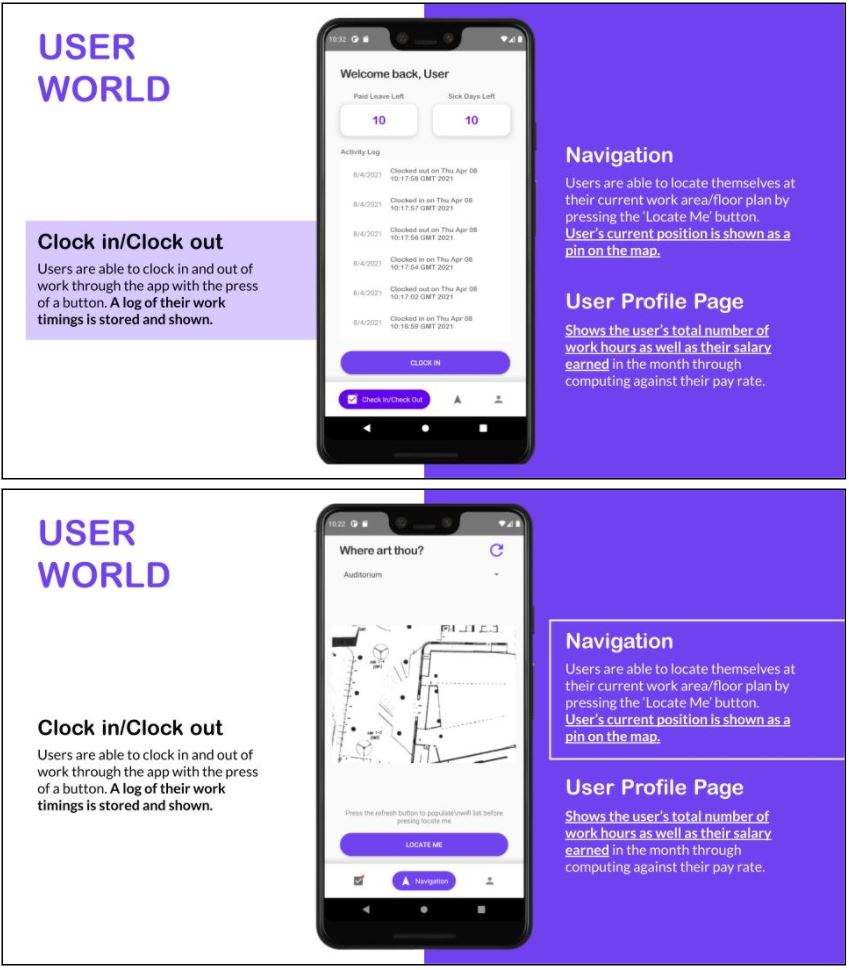 USER
WORLD
Clock in/Clock out
Users are able to clock in and out of
work through the app with the press
of a button. A log of their work
timings is stored and shown.
10:32
Welcome back, User
Paid Leave Left
Sick Days Left
10
10
Activity Log
8/4/2021 Clocked out on Thu Apr 08
10:17:58 GMT 2021
8/4/2021 Clocked in on Thu Apr 08
10:17:57 GMT 2021
8/4/2021 Clocked out on Thu Apr 08
10:17:56 GMT 2021
8/4/2021 Clocked in on Thu Apr 08
10:17:54 GMT 2021
8/4/2021 Clocked out on Thu Apr 08
10:17:02 GMT 2021
8/4/2021 Clocked in on Thu Apr 08
10:16:59 GMT 2021
CLOCK IN
Check In/Check Out
Navigation
Users are able to locate themselves at
their current work area/floor plan by
pressing the ‘Locate Me’ button.
User’s current position is shown as a
pin on the map.
User Profile Page
Shows the user’s total number of
work hours as well as their salary
earned in the month through
computing against their pay rate.
USER
WORLD
Clock in/Clock out
Users are able to clock in and out of
work through the app with the press
of a button. A log of their work
timings is stored and shown.
10:22
Where art thou?
Auditorium
Press the refresh button to populate\nwifi list before
presing locate me
LOCATE ME
Navigation
Navigation
Users are able to locate themselves at
their current work area/floor plan by
pressing the ‘Locate Me’ button.
User’s current position is shown as a
pin on the map.
User Profile Page
Shows the user’s total number of
work hours as well as their salary
earned in the month through
computing against their pay rate.